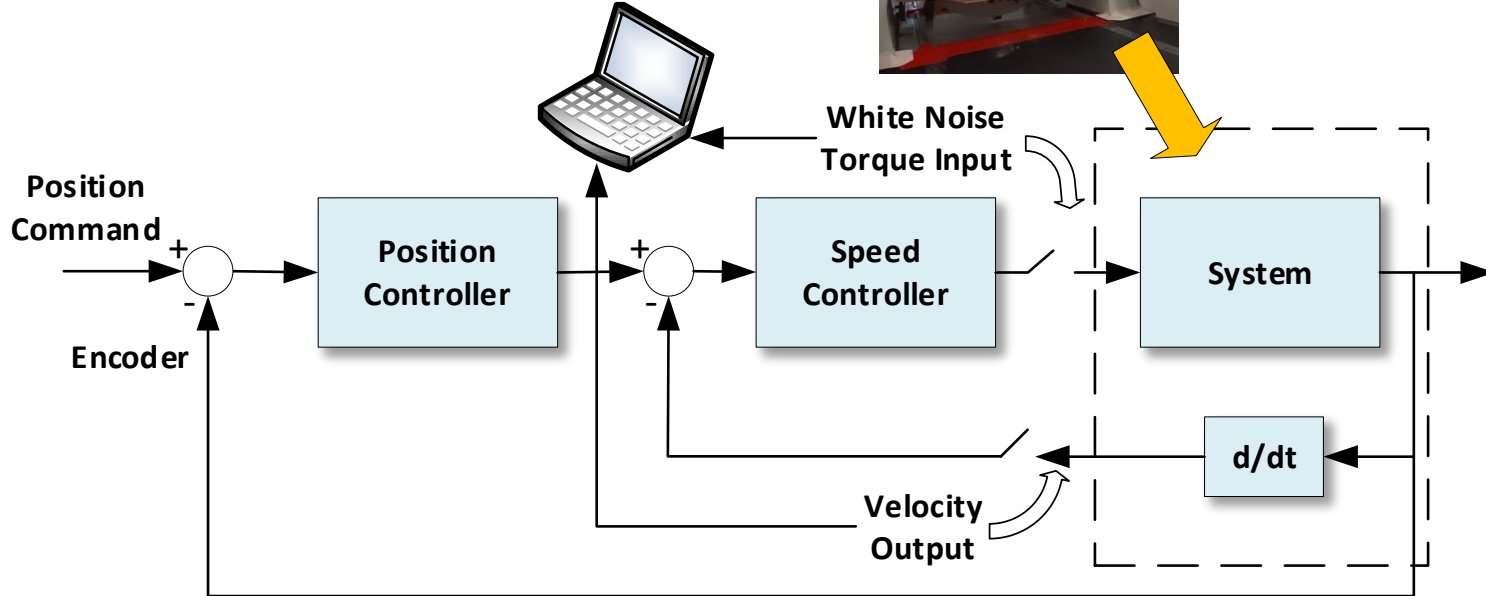 White Noise
Torque Input
Position
Command
+
-
Position
Controller
+
-
Speed
Controller
System
Encoder
d/dt
Velocity
Output